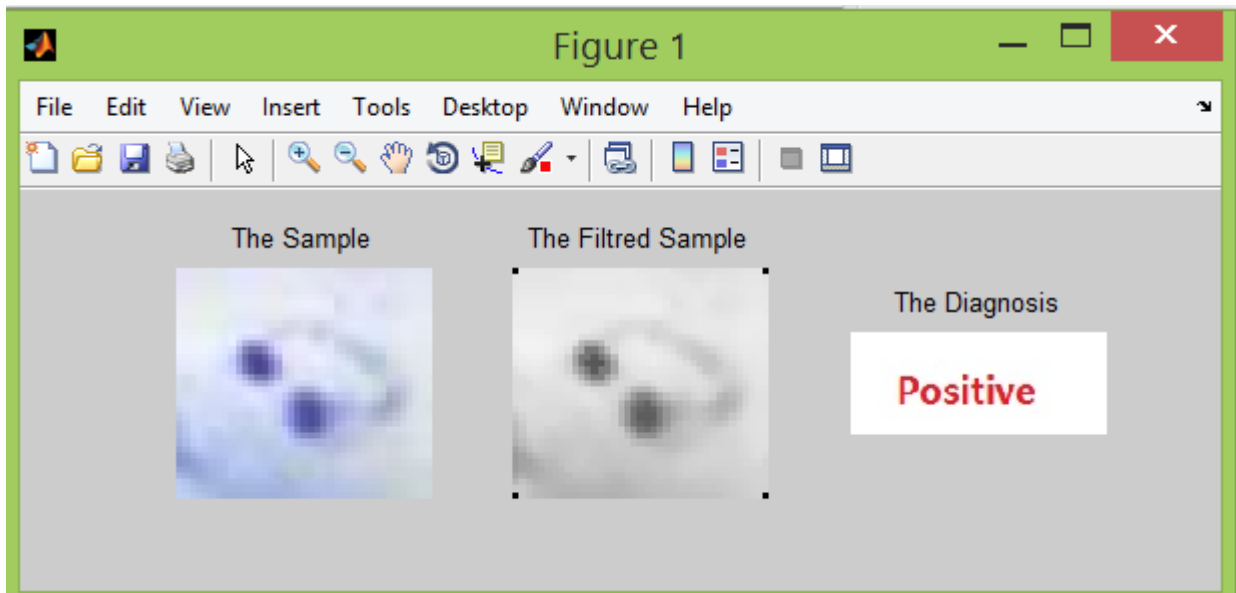 Figure 1
File Edit View Insert Tools Desktop Window Help
The Sample
The Filtred Sample
The Diagnosis
Positive